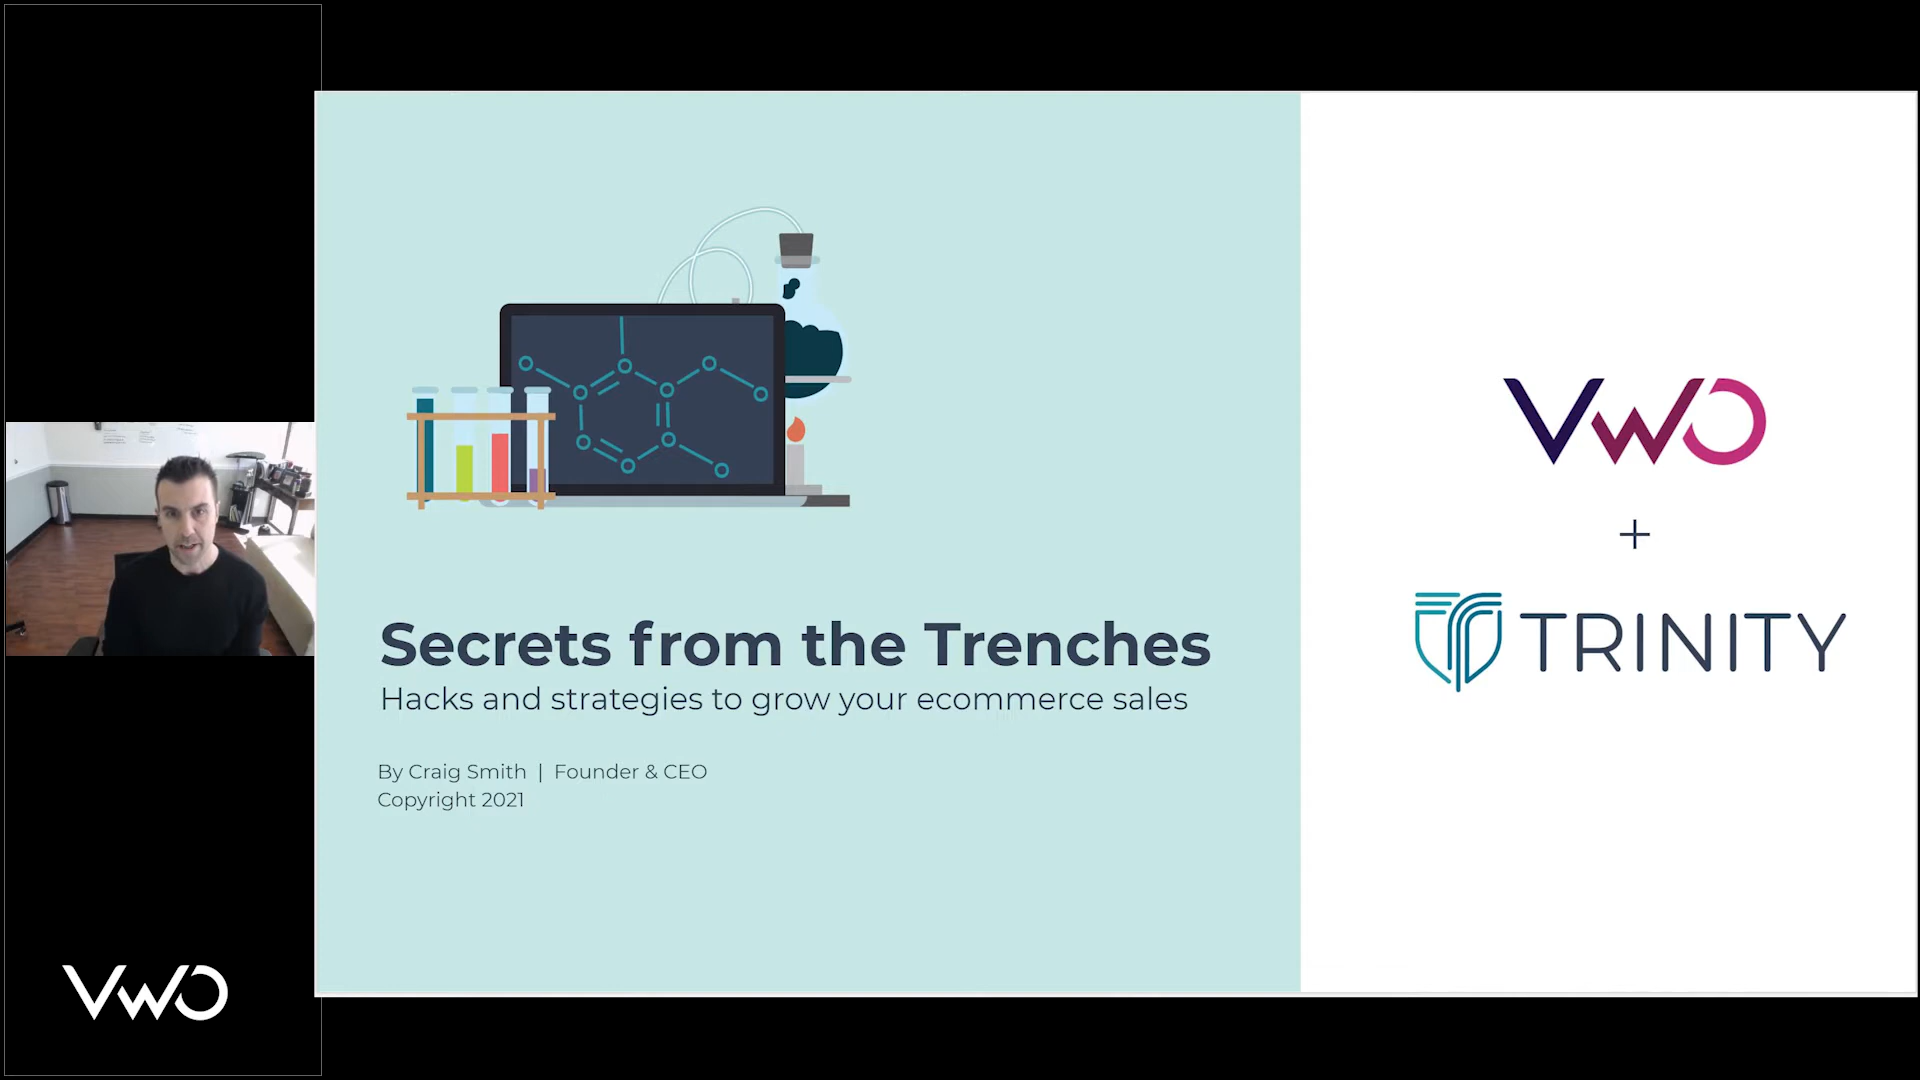 Secrets from the Trenches
Hacks and strategies to grow your ecommerce sales
By Craig Smith | Founder & CEO
Copyright 2021
VWO
+
TRINITY
VWO